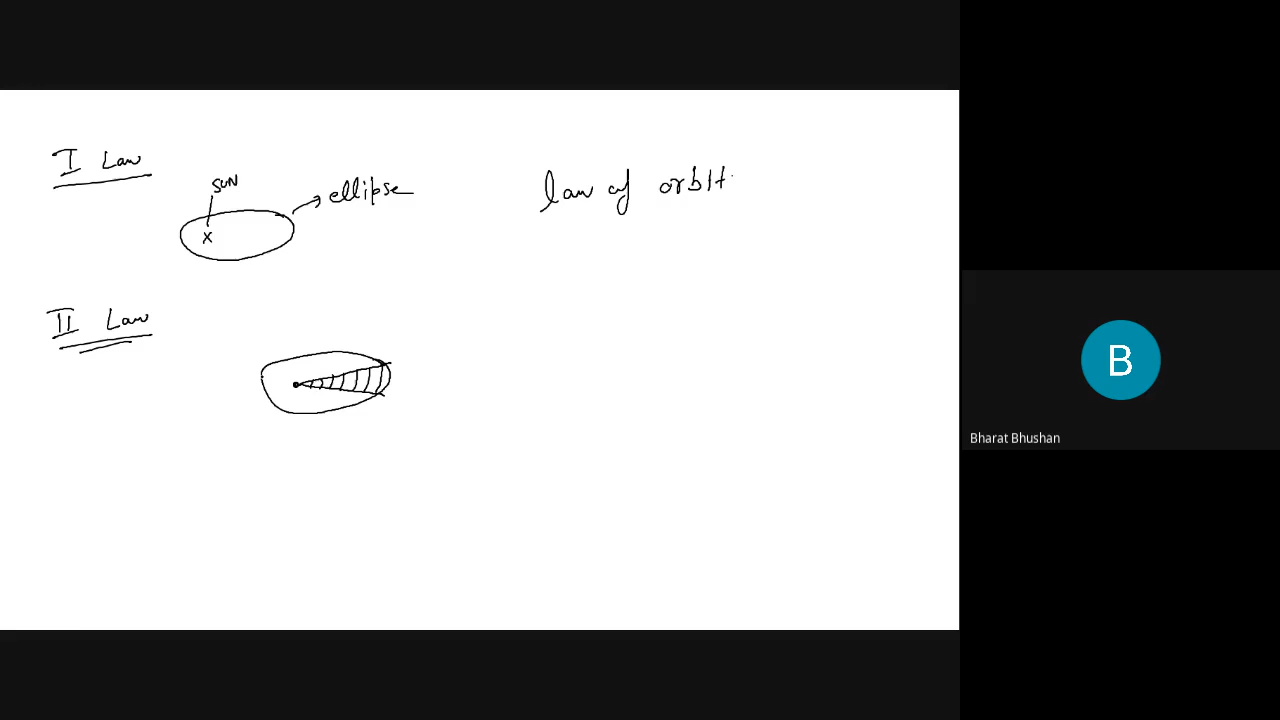 I Law
SUN
ellipse
law of orbit
x
II Law
B
Bharat Bhushan